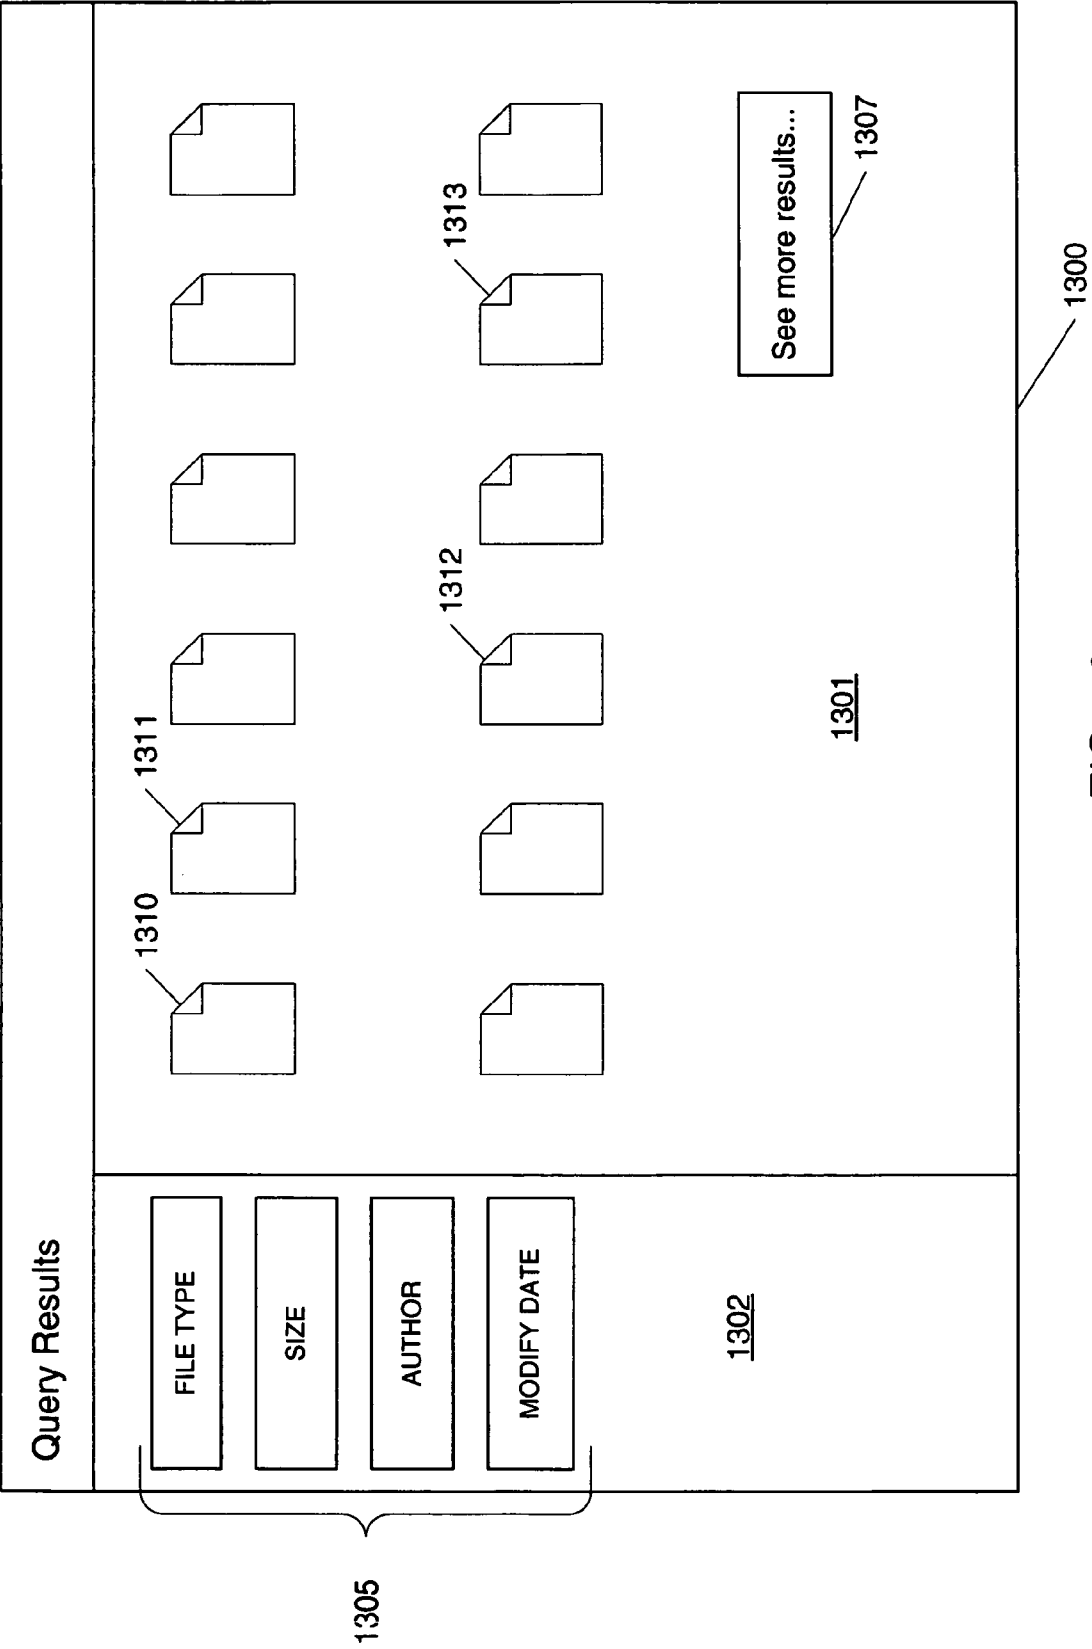 Query Results
1305
FILE TYPE
SIZE
AUTHOR
MODIFY DATE
1302
1310
1311
1312
1313
1301
See more results...
1307
1300